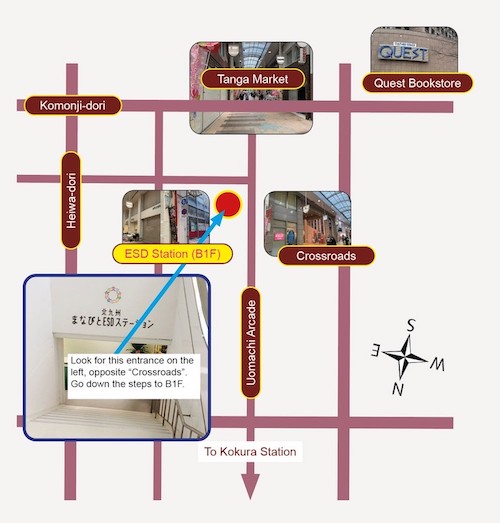 QUEST
Tanga Market
Quest Bookstore
Komonji-dori
Heiwa-dori
ESD Station (B1F)
Crossroads
北九州
まなびとESDステーション
Look for this entrance on the
left, opposite “Crossroads”.
Go down the steps to B1F.
Uomachi Arcade
S
E
W
N
To Kokura Station